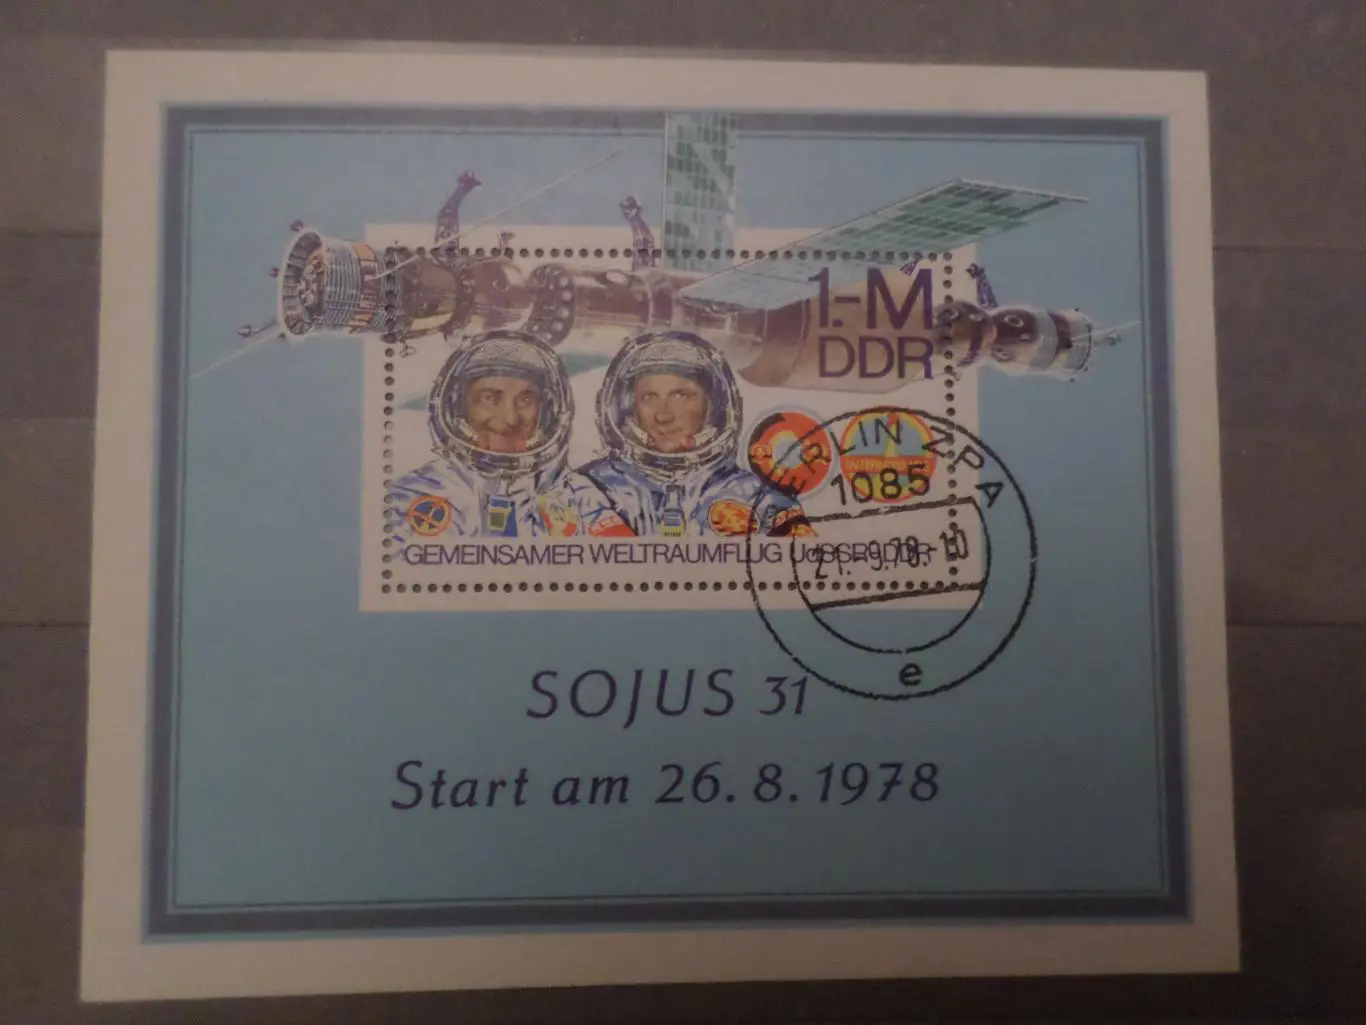 1.-M
DDR
GEMEINSAMER WELTRAUMFLUG UdSSR-DDR
BERLIN ZPA
1085
21.-9.78.-10
e
SOJUS 31
Start am 26.8.1978